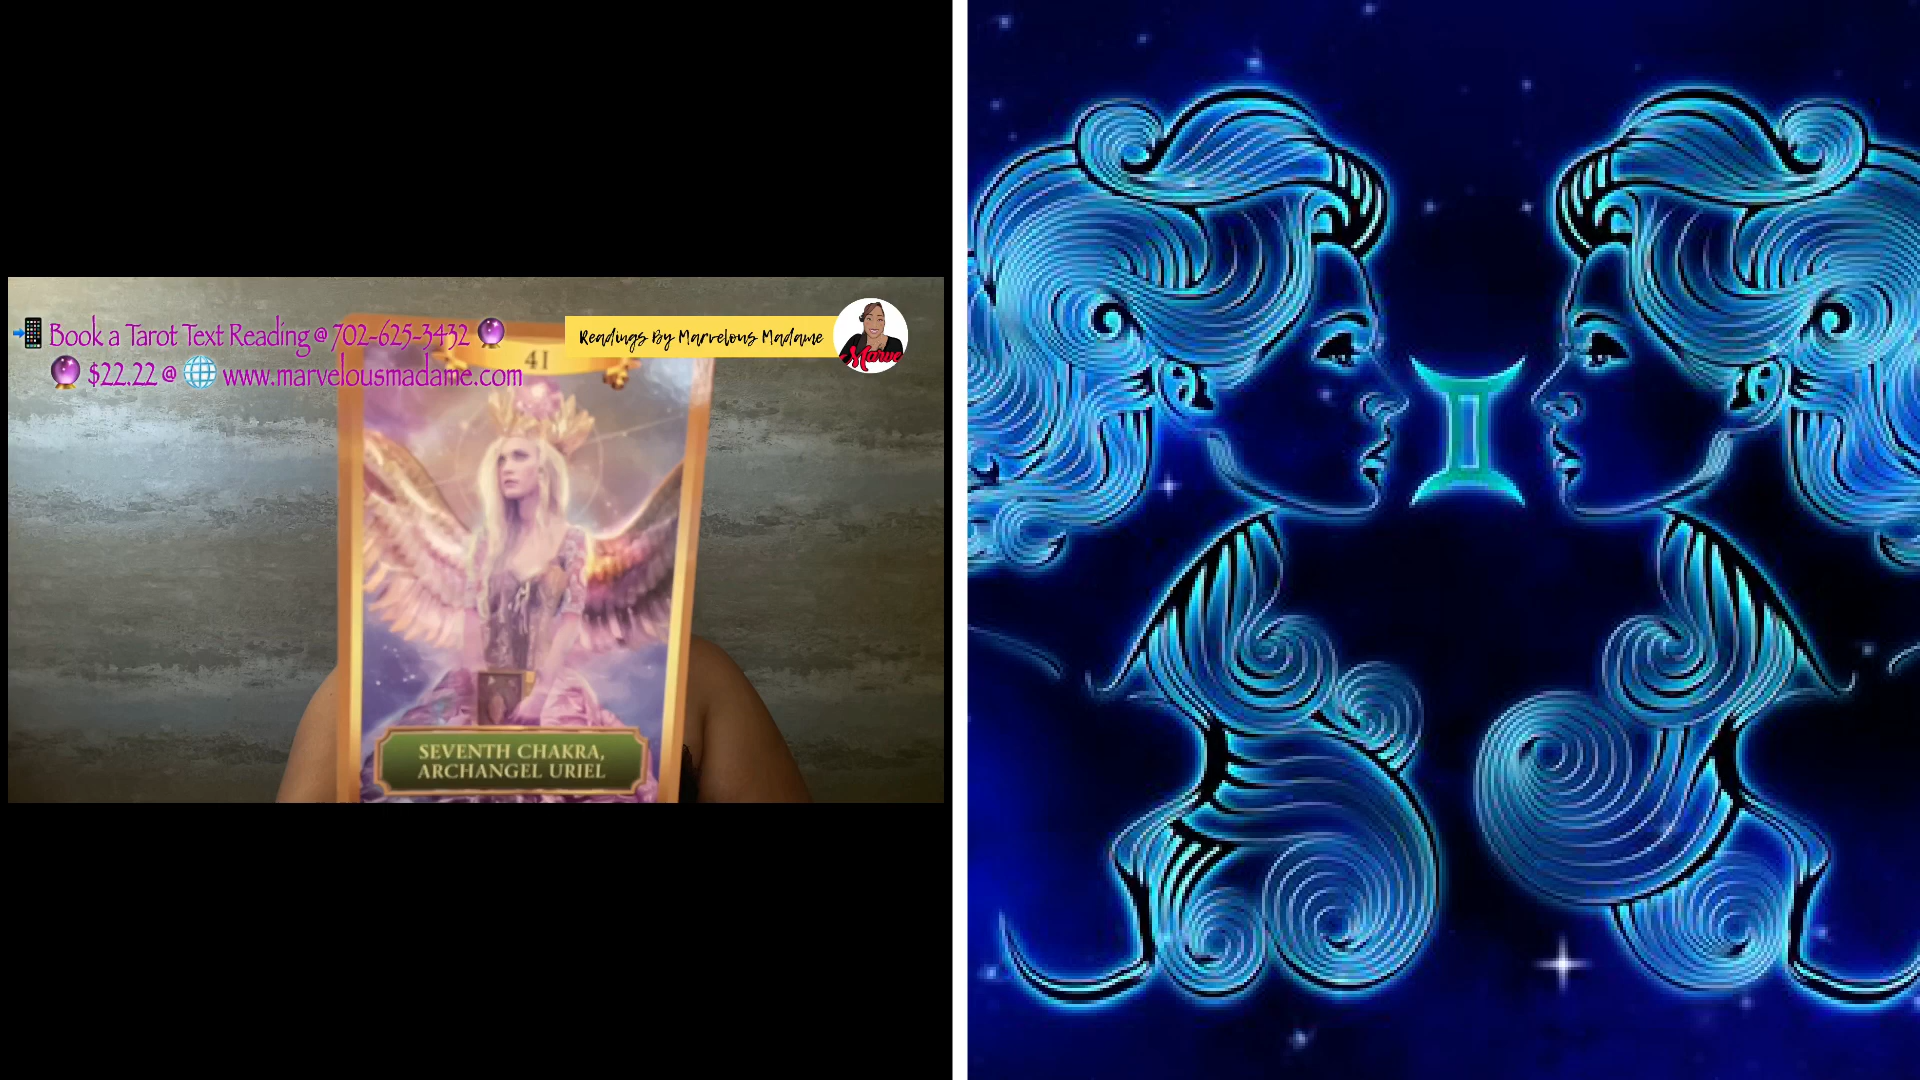 📲 Book a Tarot Text Reading @ 702-625-3432 🔮
🔮 $22.22 @ 🌐 www.marvelousmadame.com
Readings By Marvelous Madame
Marve
41
SEVENTH CHAKRA,
ARCHANGEL URIEL